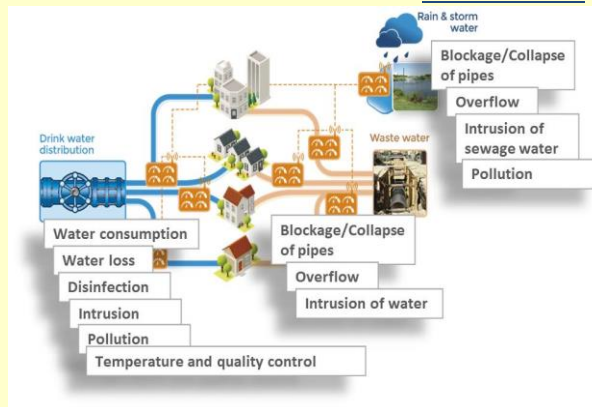 Rain & storm
water
Blockage/Collapse
of pipes
Overflow
Intrusion of
sewage water
Pollution
Drink water
distribution
Waste water
Water consumption
Water loss
Disinfection
Intrusion
Pollution
Temperature and quality control
Blockage/Collapse
of pipes
Overflow
Intrusion of water